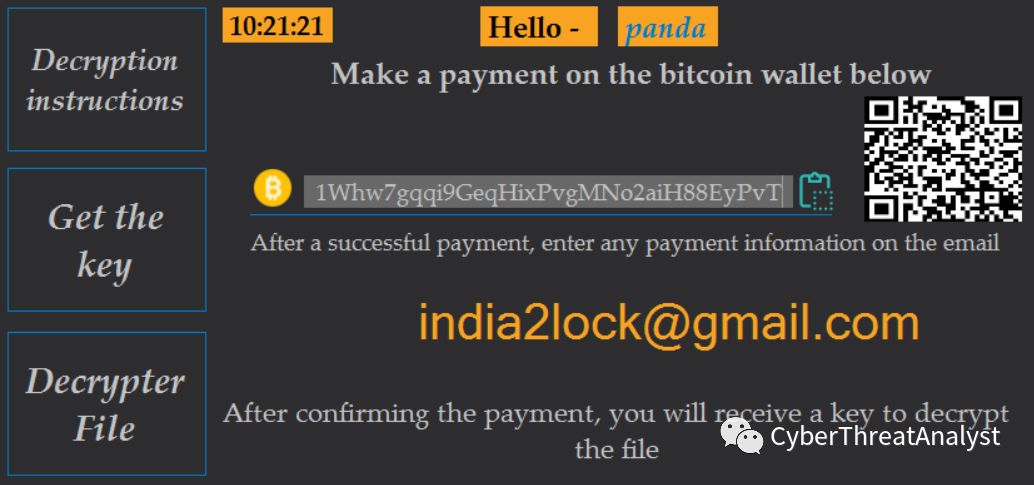 Decryption
instructions
Get the
key
Decrypter
File
10:21:21
Hello - panda
Make a payment on the bitcoin wallet below
1Whw7gqqi9GeqHixPvgMNo2aiH88EyPvT
After a successful payment, enter any payment information on the email
india2lock@gmail.com
After confirming the payment, you will receive a key to decrypt
the file
CyberThreatAnalyst